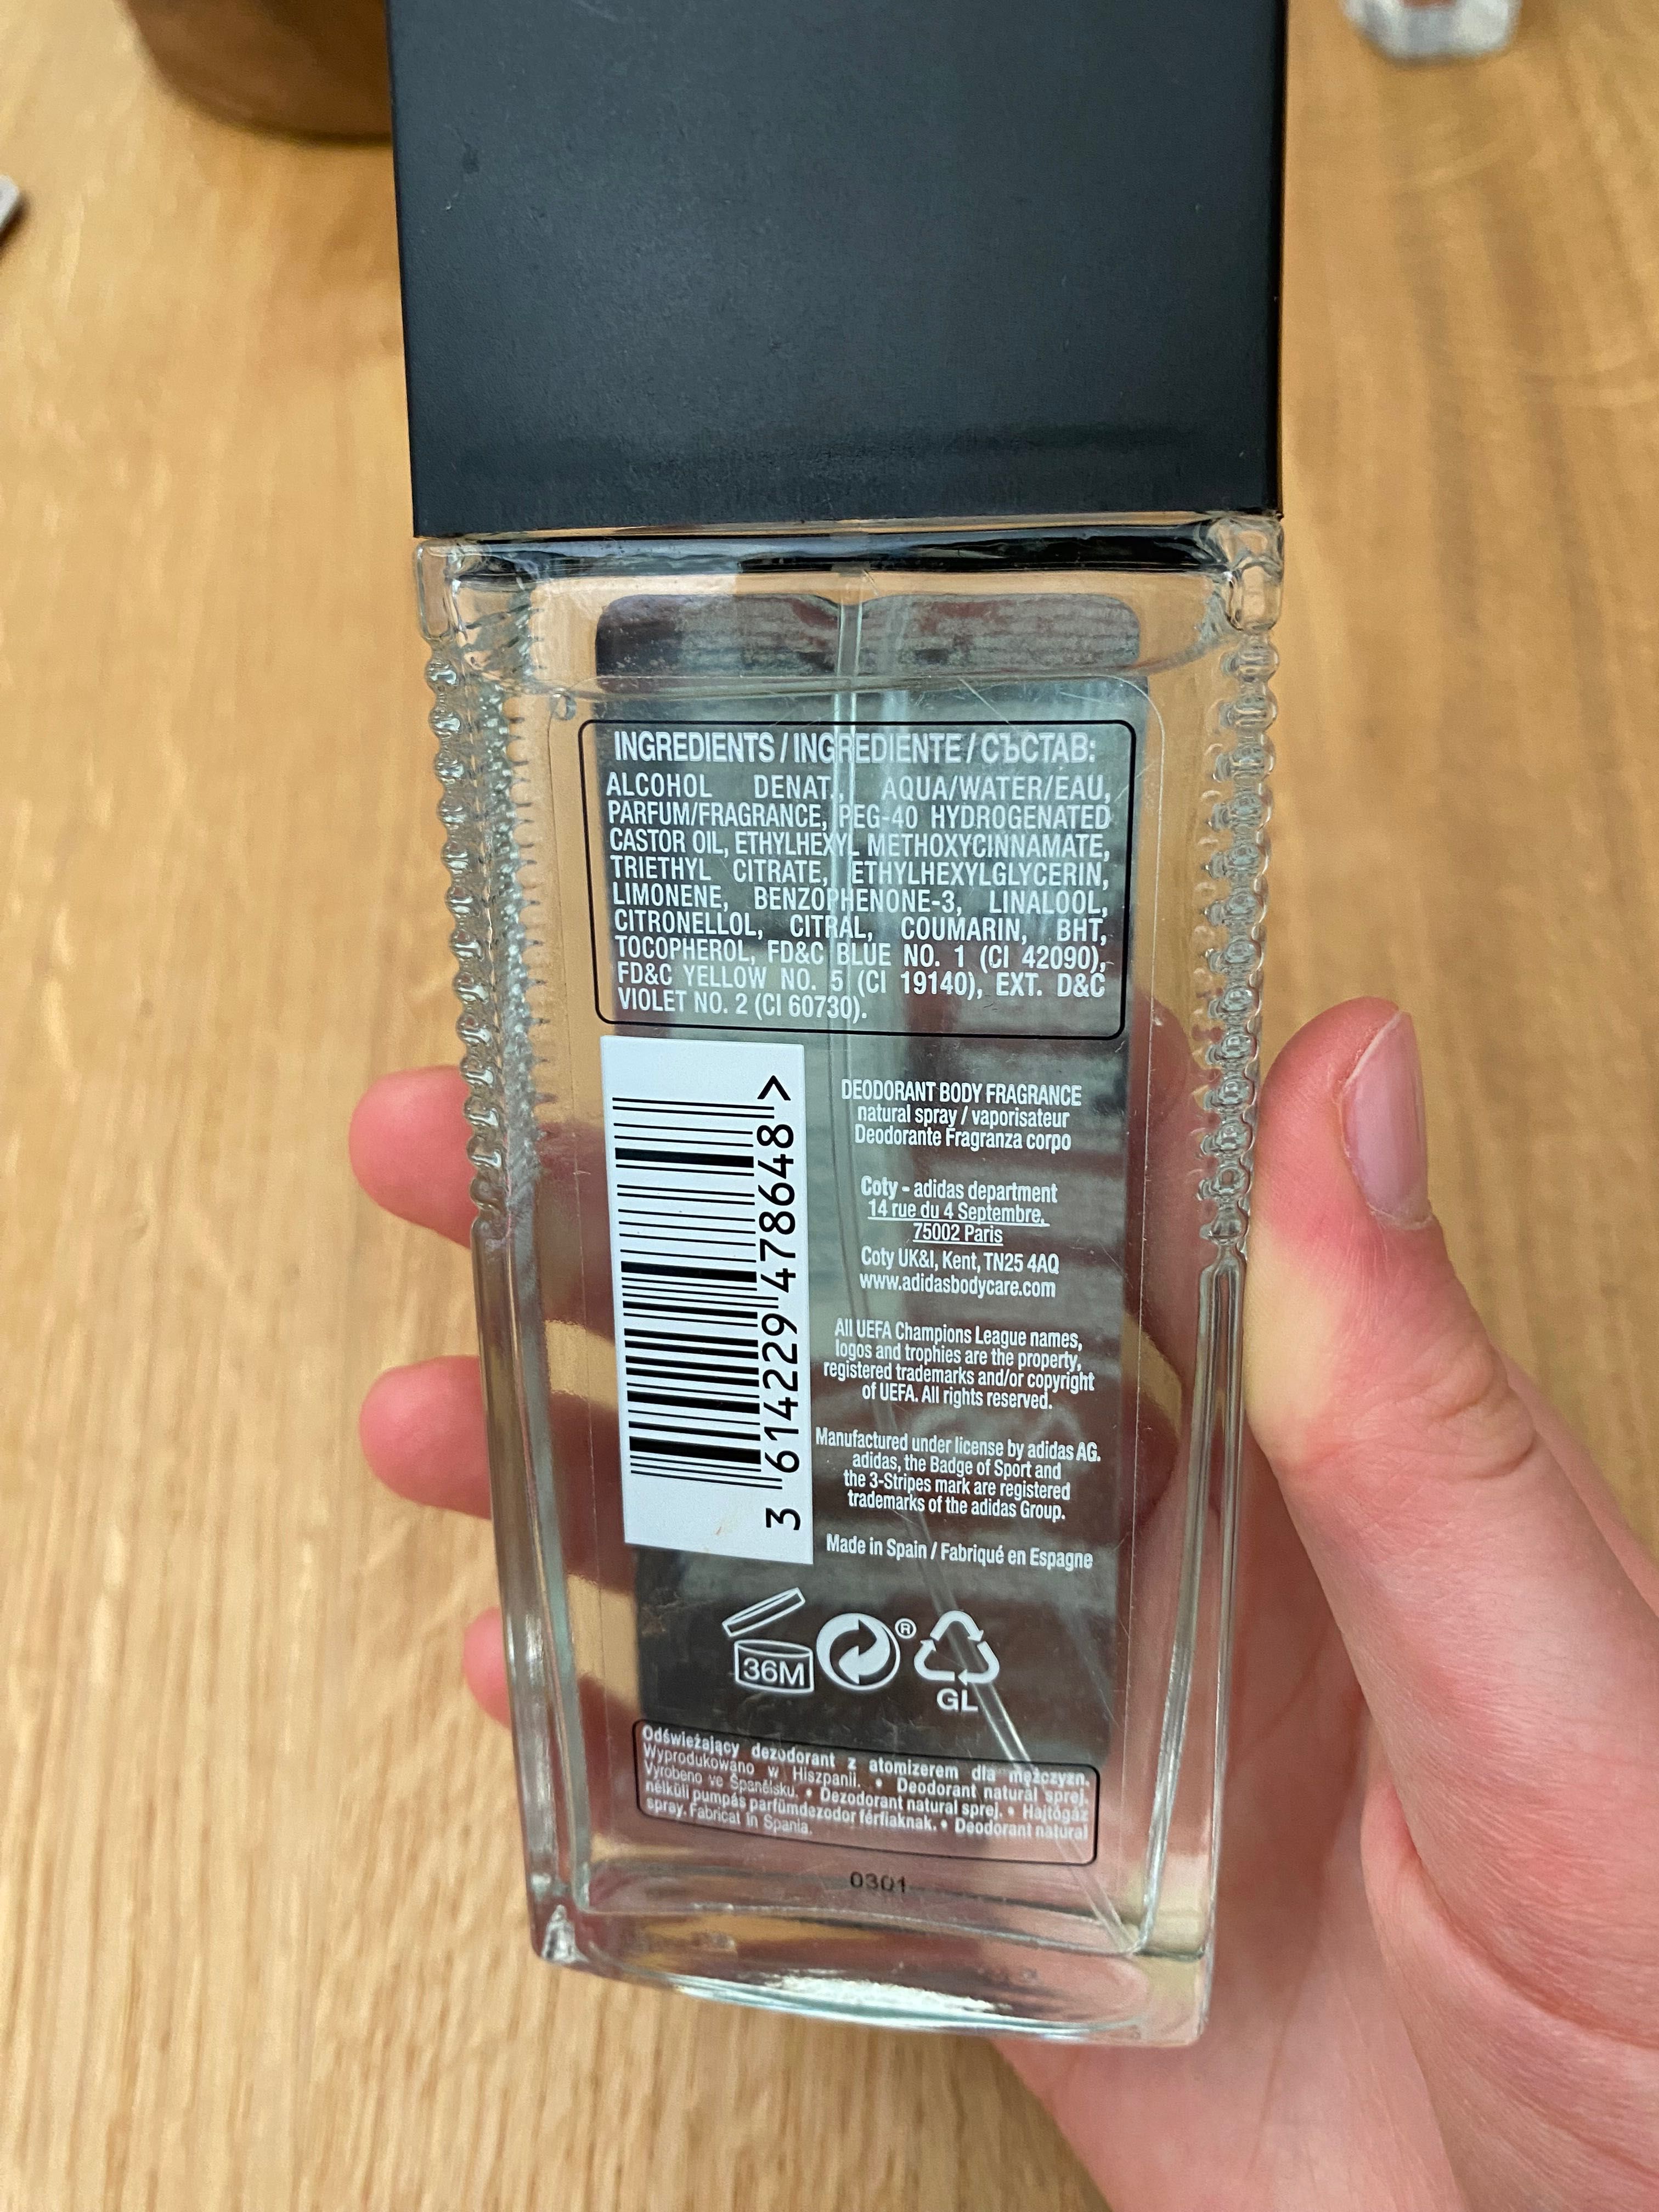 INGREDIENTS / INGREDIENTE / СЪСТАВ:
ALCOHOL DENAT., AQUA/WATER/EAU,
PARFUM/FRAGRANCE, PEG-40 HYDROGENATED
CASTOR OIL, ETHYLHEXYL METHOXYCINNAMATE,
TRIETHYL CITRATE, ETHYLHEXYLGLYCERIN,
LIMONENE, BENZOPHENONE-3, LINALOOL,
CITRONELLOL, CITRAL, COUMARIN, BHT,
TOCOPHEROL, FD&C BLUE NO. 1 (CI 42090),
FD&C YELLOW NO. 5 (CI 19140), EXT. D&C
VIOLET NO. 2 (CI 60730).
3 614229 478648 >
DEODORANT BODY FRAGRANCE
natural spray / vaporisateur
Deodorante Fragranza corpo
Coty - adidas department
14 rue du 4 Septembre,
75002 Paris
Coty UK&I, Kent, TN25 4AQ
www.adidasbodycare.com
All UEFA Champions League names,
logos and trophies are the property,
registered trademarks and/or copyright
of UEFA. All rights reserved.
Manufactured under license by adidas AG.
adidas, the Badge of Sport and
the 3-Stripes mark are registered
trademarks of the adidas Group.
Made in Spain / Fabriqué en Espagne
36M
®
GL
Odświeżający dezodorant z atomizerem dla mężczyzn.
Wyprodukowano w Hiszpanii. • Deodorant natural sprej.
Vyrobeno ve Španělsku. • Dezodorant natural sprej. • Hajtógáz
nélküli pumpás parfümdezodor férfiaknak. • Deodorant natural
spray. Fabricat în Spania.
0301